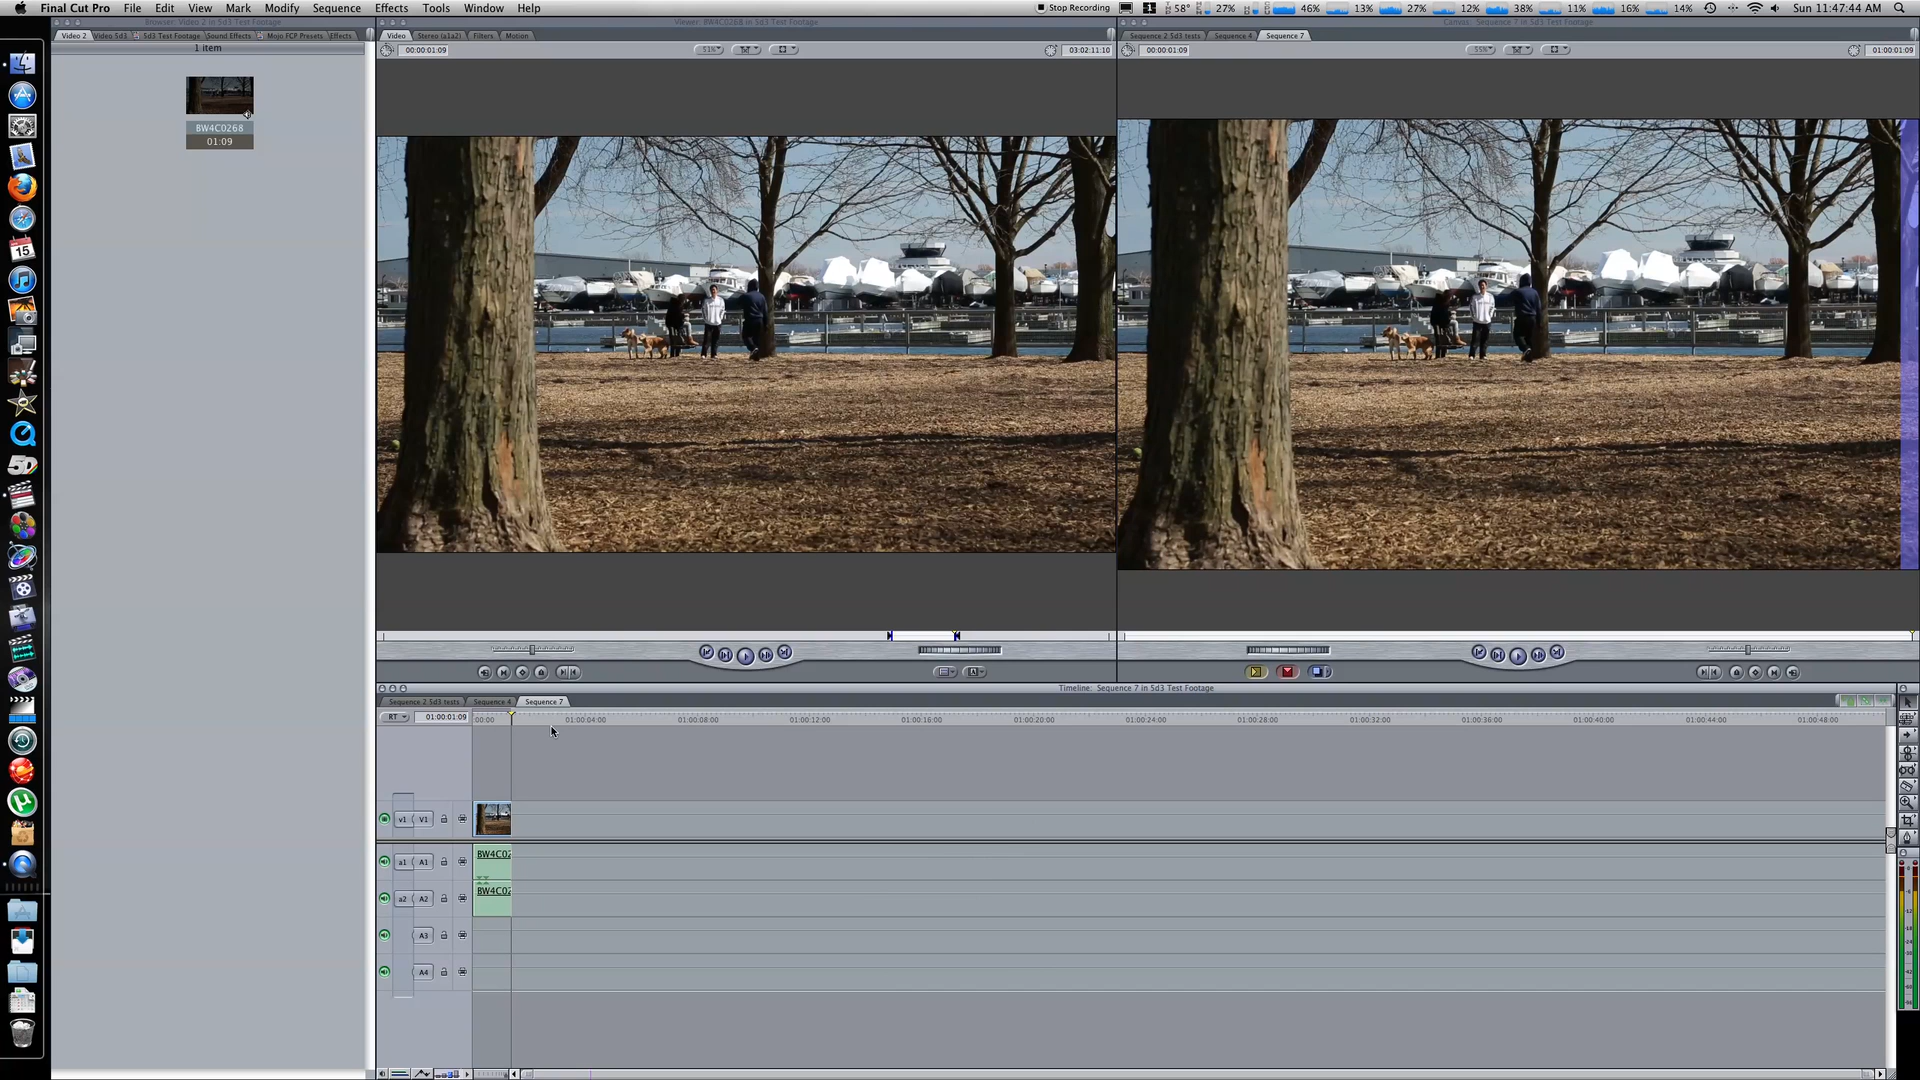 Final Cut Pro File Edit View Mark Modify Sequence Effects Tools Window Help Stop Recording 1 58° 27% 46% 13% 27% 12% 38% 11% 16% 14% Sun 11:47:44 AM
Browser: Video 2 in 5d3 Test Footage
Viewer: BW4C0268 in 5d3 Test Footage
Canvas: Sequence 7 in 5d3 Test Footage
Video 2 Video 5d3 5d3 Test Footage Sound Effects Mojo FCP Presets Effects
Video Stereo (a1a2) Filters Motion
Sequence 2 5d3 tests Sequence 4 Sequence 7
1 item
00:00:01:09 51% 03:02:11:10
00:00:01:09 55% 01:00:01:09
BW4C0268
01:09
15
5D
Timeline: Sequence 7 in 5d3 Test Footage
Sequence 2 5d3 tests Sequence 4 Sequence 7
RT 01:00:01:09 00:00 01:00:04:00 01:00:08:00 01:00:12:00 01:00:16:00 01:00:20:00 01:00:24:00 01:00:28:00 01:00:32:00 01:00:36:00 01:00:40:00 01:00:44:00 01:00:48:00
v1 V1
a1 A1 BW4C02
a2 A2 BW4C02
A3
A4